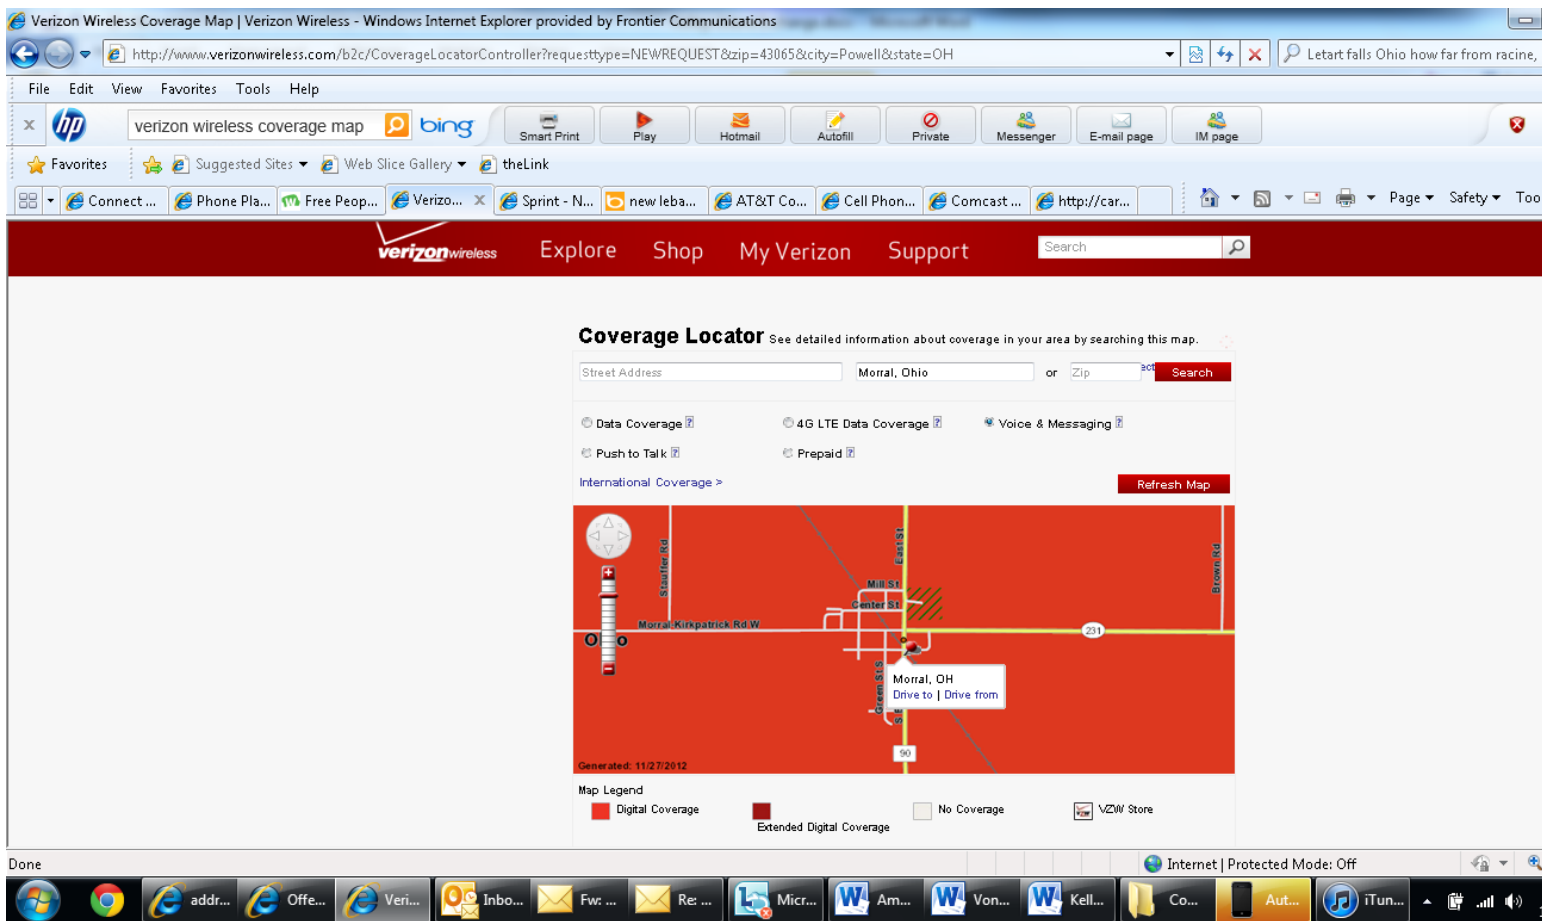 Verizon Wireless Coverage Map | Verizon Wireless - Windows Internet Explorer provided by Frontier Communications
http://www.verizonwireless.com/b2c/CoverageLocatorController?requesttype=NEWREQUEST&zip=43065&city=Powell&state=OH
Letart falls Ohio how far from racine,
File Edit View Favorites Tools Help
x hp verizon wireless coverage map bing Smart Print Play Hotmail Autofill Private Messenger E-mail page IM page
Favorites Suggested Sites Web Slice Gallery theLink
Connect ... Phone Pla... Free Peop... Verizo... X Sprint - N... new leba... AT&T Co... Cell Phon... Comcast ... http://car... Page Safety Too
verizonwireless Explore Shop My Verizon Support Search
Coverage Locator See detailed information about coverage in your area by searching this map.
Street Address Morral, Ohio or Zip ect Search
Data Coverage ? 4G LTE Data Coverage ? Voice & Messaging ?
Push to Talk ? Prepaid ?
International Coverage > Refresh Map
Stauffer Rd
East St
Brown Rd
Mill St
Center St
Morral-Kirkpatrick Rd W
231
Green St S
Morral, OH
Drive to | Drive from
90
Generated: 11/27/2012
Map Legend
Digital Coverage
Extended Digital Coverage
No Coverage
VZW Store
Done Internet | Protected Mode: Off
addr... Offe... Veri... Inbo... Fw: ... Re: ... Micr... Am... Von... Kell... Co... Aut... iTun...